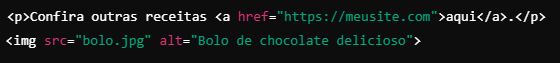 <p>Confira outras receitas <a href="https://meusite.com">aqui</a>.</p>
<img src="bolo.jpg" alt="Bolo de chocolate delicioso">